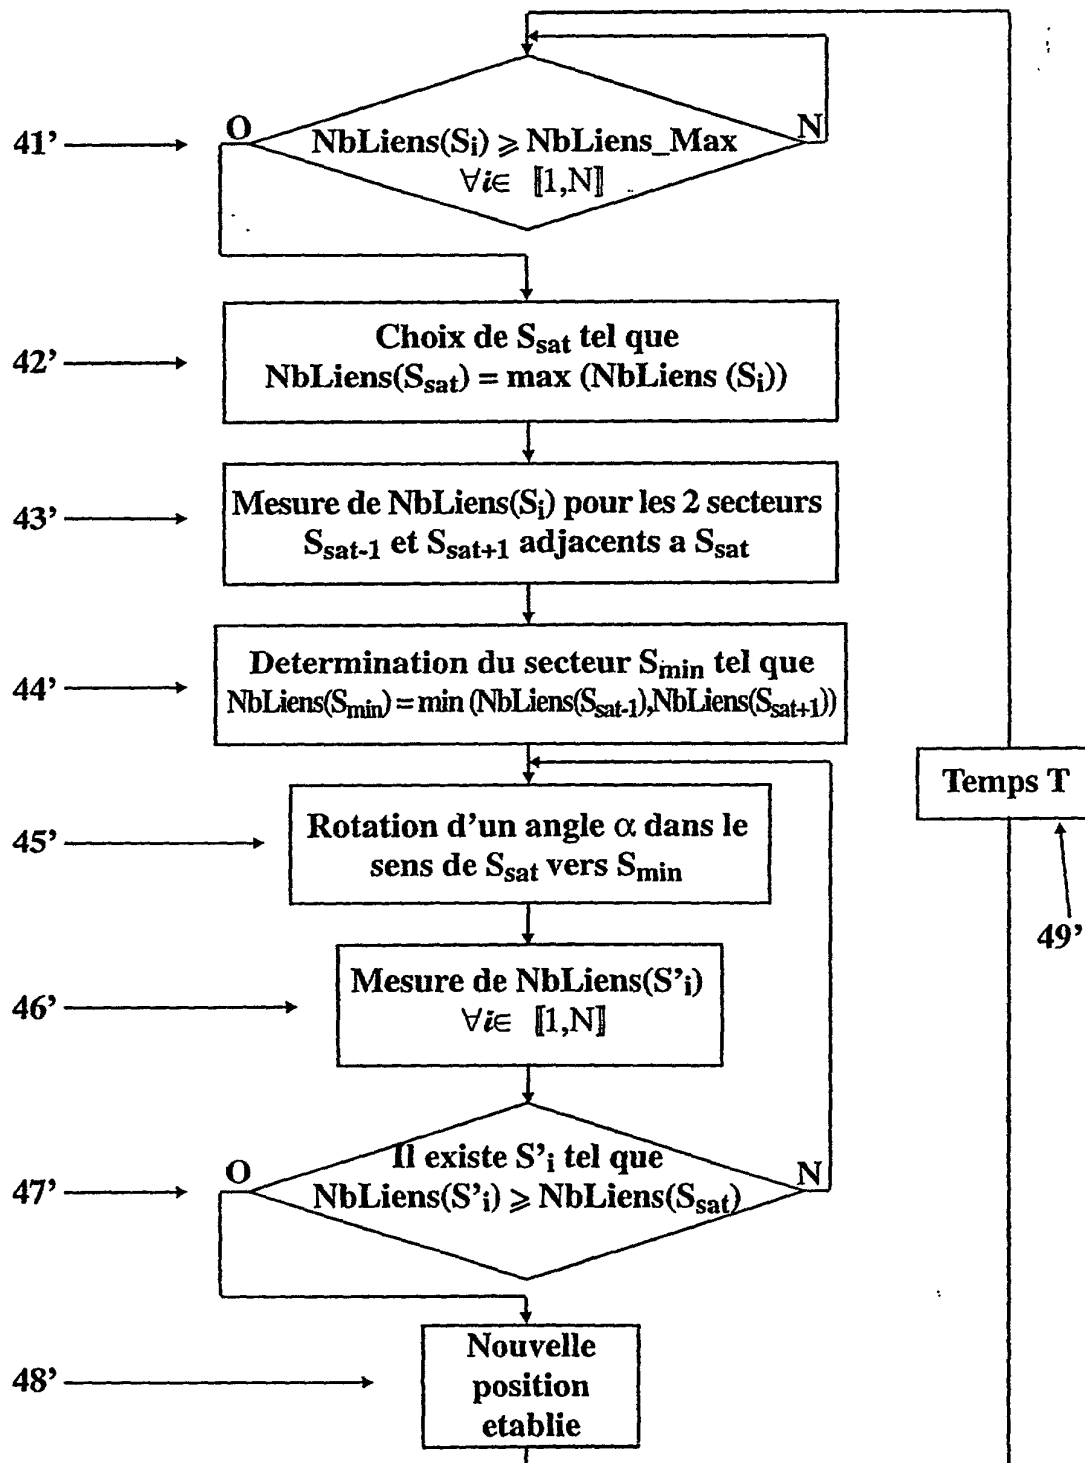 O
N
41’
NbLiens(Si) ⩾ NbLiens_Max
∀i∈ ⟦1,N⟧
42’
Choix de Ssat tel que
NbLiens(Ssat) = max (NbLiens (Si))
43’
Mesure de NbLiens(Si) pour les 2 secteurs
Ssat-1 et Ssat+1 adjacents a Ssat
44’
Determination du secteur Smin tel que
NbLiens(Smin) = min (NbLiens(Ssat-1),NbLiens(Ssat+1))
Temps T
49’
45’
Rotation d’un angle α dans le
sens de Ssat vers Smin
46’
Mesure de NbLiens(S’i)
∀i∈ ⟦1,N⟧
O
N
47’
Il existe S’i tel que
NbLiens(S’i) ⩾ NbLiens(Ssat)
48’
Nouvelle
position
etablie